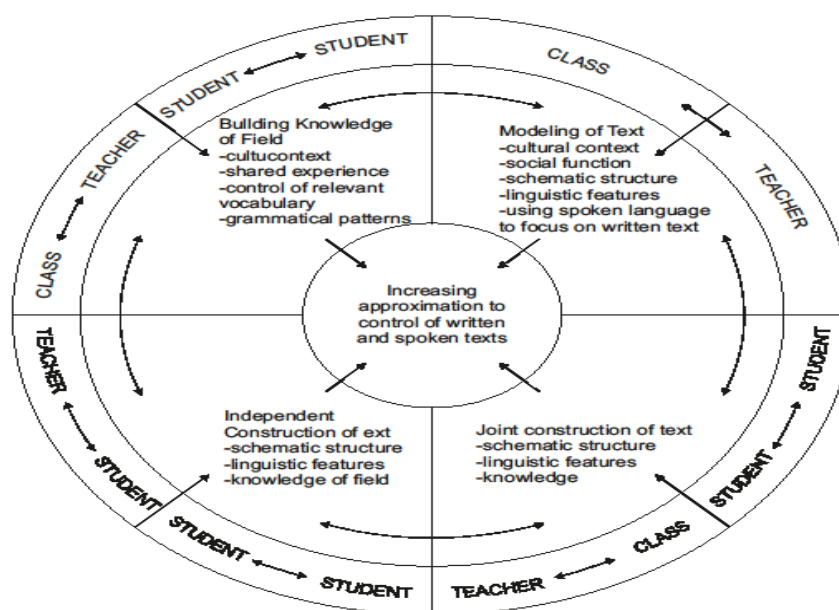 STUDENT
STUDENT
CLASS
TEACHER
CLASS
TEACHER
Building Knowledge
of Field
-cultucontext
-shared experience
-control of relevant
vocabulary
-grammatical patterns
Modeling of Text
-cultural context
-social function
-schematic structure
-linguistic features
-using spoken language
to focus on written text
Increasing
approximation to
control of written
and spoken texts
Independent
Construction of ext
-schematic structure
-linguistic features
-knowledge of field
Joint construction of text
-schematic structure
-linguistic features
-knowledge
TEACHER
STUDENT
STUDENT
STUDENT
TEACHER
CLASS
STUDENT
STUDENT